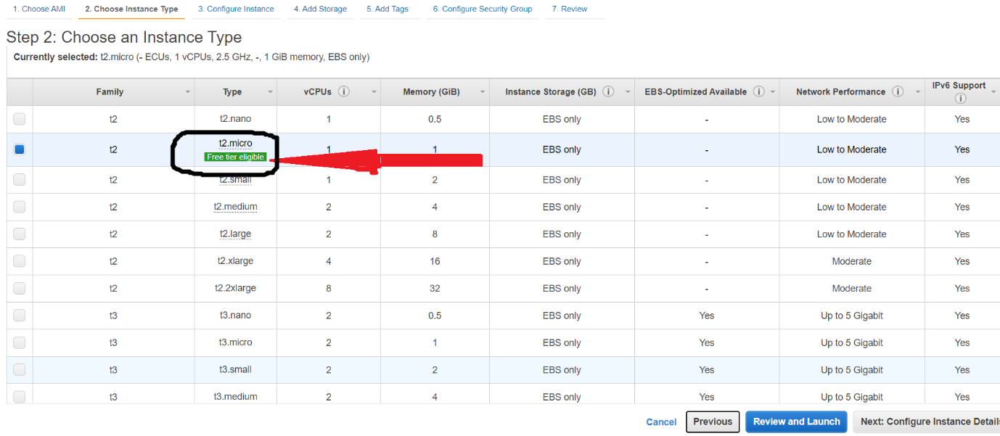 1. Choose AMI 2. Choose Instance Type 3. Configure Instance 4. Add Storage 5. Add Tags 6. Configure Security Group 7. Review
Step 2: Choose an Instance Type
Currently selected: t2.micro (- ECUs, 1 vCPUs, 2.5 GHz, -, 1 GiB memory, EBS only)
Family Type vCPUs i Memory (GiB) Instance Storage (GB) i EBS-Optimized Available i Network Performance i IPv6 Support i
t2 t2.nano 1 0.5 EBS only - Low to Moderate Yes
t2 t2.micro 1 1 EBS only - Low to Moderate Yes
Free tier eligible
t2 t2.small 1 2 EBS only - Low to Moderate Yes
t2 t2.medium 2 4 EBS only - Low to Moderate Yes
t2 t2.large 2 8 EBS only - Low to Moderate Yes
t2 t2.xlarge 4 16 EBS only - Moderate Yes
t2 t2.2xlarge 8 32 EBS only - Moderate Yes
t3 t3.nano 2 0.5 EBS only Yes Up to 5 Gigabit Yes
t3 t3.micro 2 1 EBS only Yes Up to 5 Gigabit Yes
t3 t3.small 2 2 EBS only Yes Up to 5 Gigabit Yes
t3 t3.medium 2 4 EBS only Yes Up to 5 Gigabit Yes
Cancel Previous Review and Launch Next: Configure Instance Details